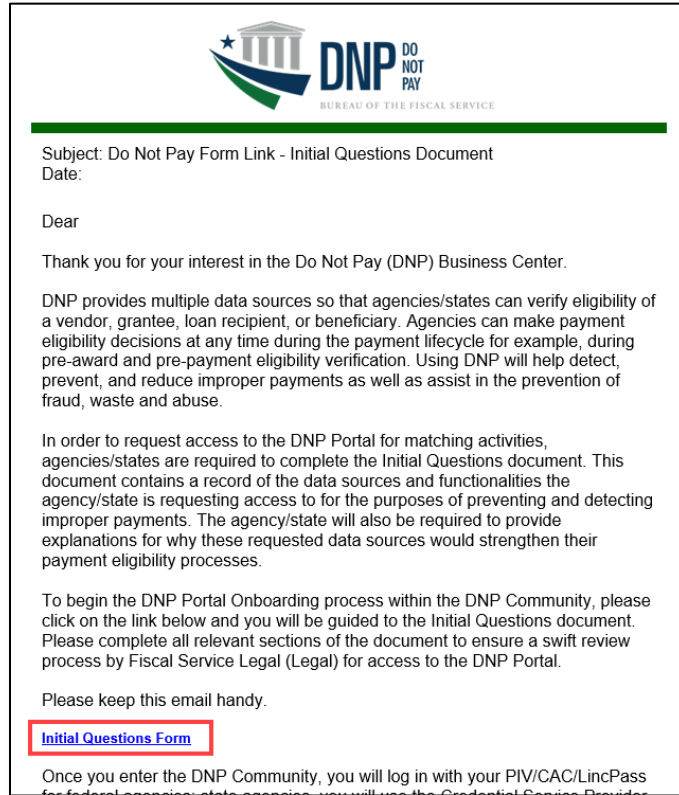 DNP DO
NOT
PAY
BUREAU OF THE FISCAL SERVICE
Subject: Do Not Pay Form Link - Initial Questions Document
Date:
Dear
Thank you for your interest in the Do Not Pay (DNP) Business Center.
DNP provides multiple data sources so that agencies/states can verify eligibility of
a vendor, grantee, loan recipient, or beneficiary. Agencies can make payment
eligibility decisions at any time during the payment lifecycle for example, during
pre-award and pre-payment eligibility verification. Using DNP will help detect,
prevent, and reduce improper payments as well as assist in the prevention of
fraud, waste and abuse.
In order to request access to the DNP Portal for matching activities,
agencies/states are required to complete the Initial Questions document. This
document contains a record of the data sources and functionalities the
agency/state is requesting access to for the purposes of preventing and detecting
improper payments. The agency/state will also be required to provide
explanations for why these requested data sources would strengthen their
payment eligibility processes.
To begin the DNP Portal Onboarding process within the DNP Community, please
click on the link below and you will be guided to the Initial Questions document.
Please complete all relevant sections of the document to ensure a swift review
process by Fiscal Service Legal (Legal) for access to the DNP Portal.
Please keep this email handy.
Initial Questions Form
Once you enter the DNP Community, you will log in with your PIV/CAC/LincPass
for federal agencies; state agencies, you will use the Credential Service Provider